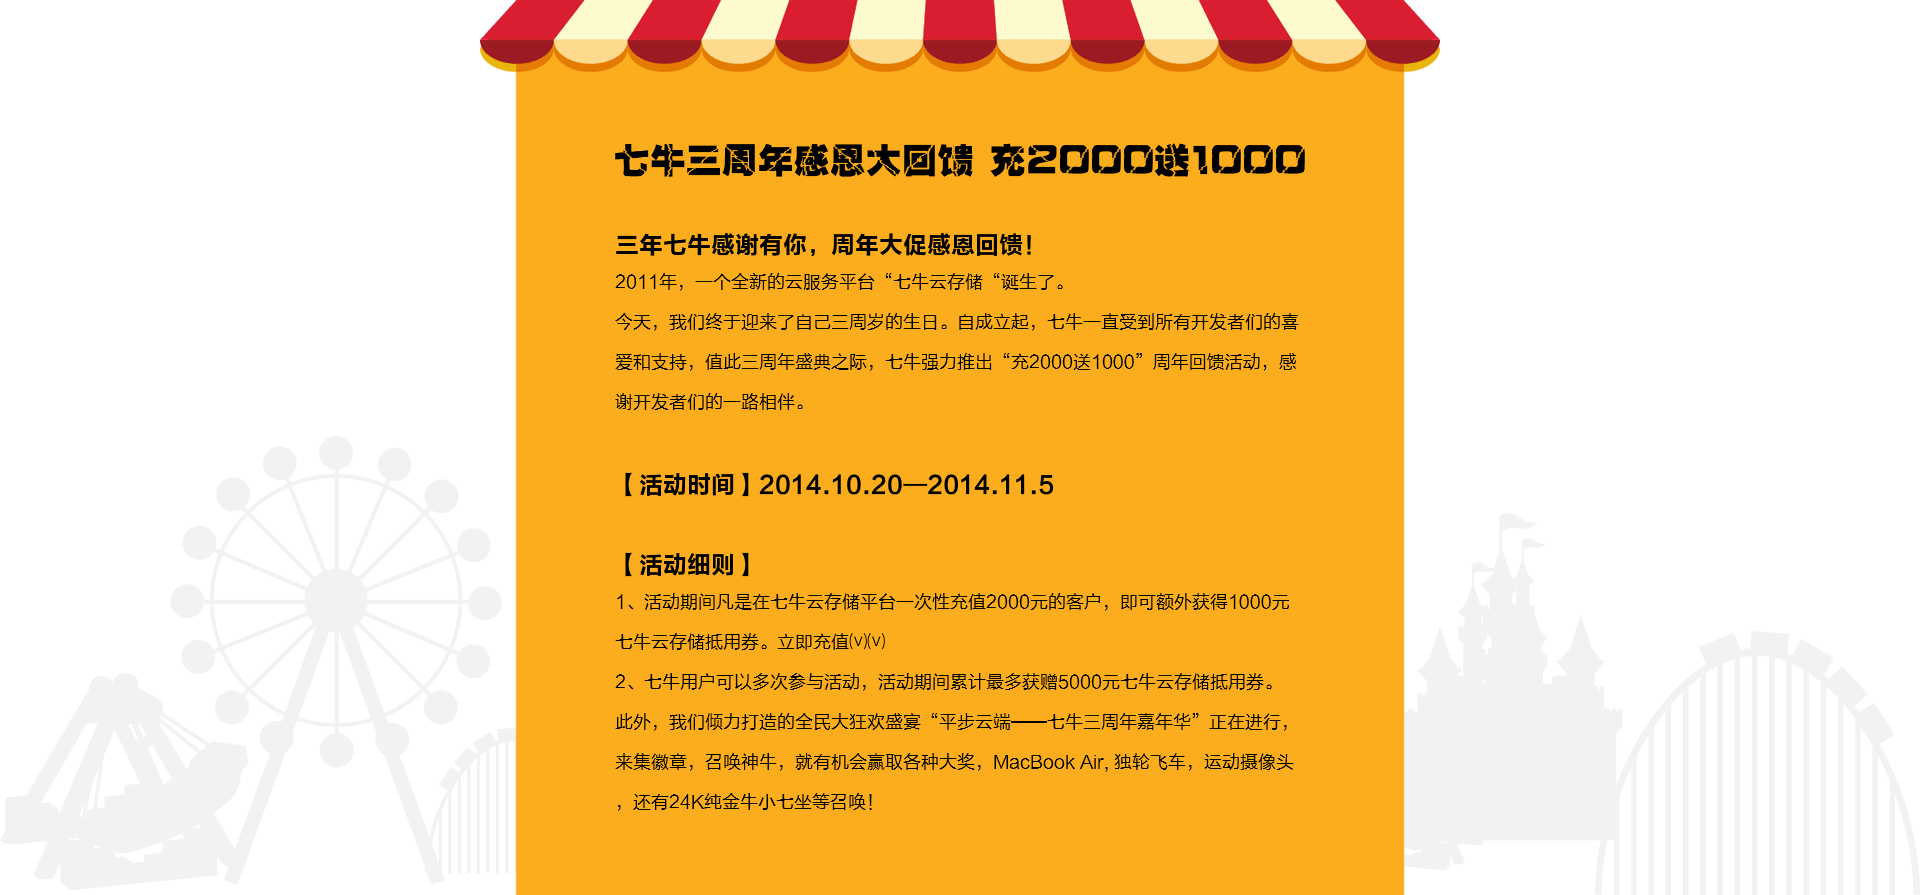 七牛三周年感恩大回馈 充2000送1000
三年七牛感谢有你，周年大促感恩回馈！
2011年，一个全新的云服务平台“七牛云存储“诞生了。
今天，我们终于迎来了自己三周岁的生日。自成立起，七牛一直受到所有开发者们的喜
爱和支持，值此三周年盛典之际，七牛强力推出“充2000送1000”周年回馈活动，感
谢开发者们的一路相伴。
【活动时间】2014.10.20—2014.11.5
【活动细则】
1、活动期间凡是在七牛云存储平台一次性充值2000元的客户，即可额外获得1000元
七牛云存储抵用券。立即充值(v)(v)
2、七牛用户可以多次参与活动，活动期间累计最多获赠5000元七牛云存储抵用券。
此外，我们倾力打造的全民大狂欢盛宴“平步云端——七牛三周年嘉年华”正在进行，
来集徽章，召唤神牛，就有机会赢取各种大奖，MacBook Air, 独轮飞车，运动摄像头
，还有24K纯金牛小七坐等召唤！